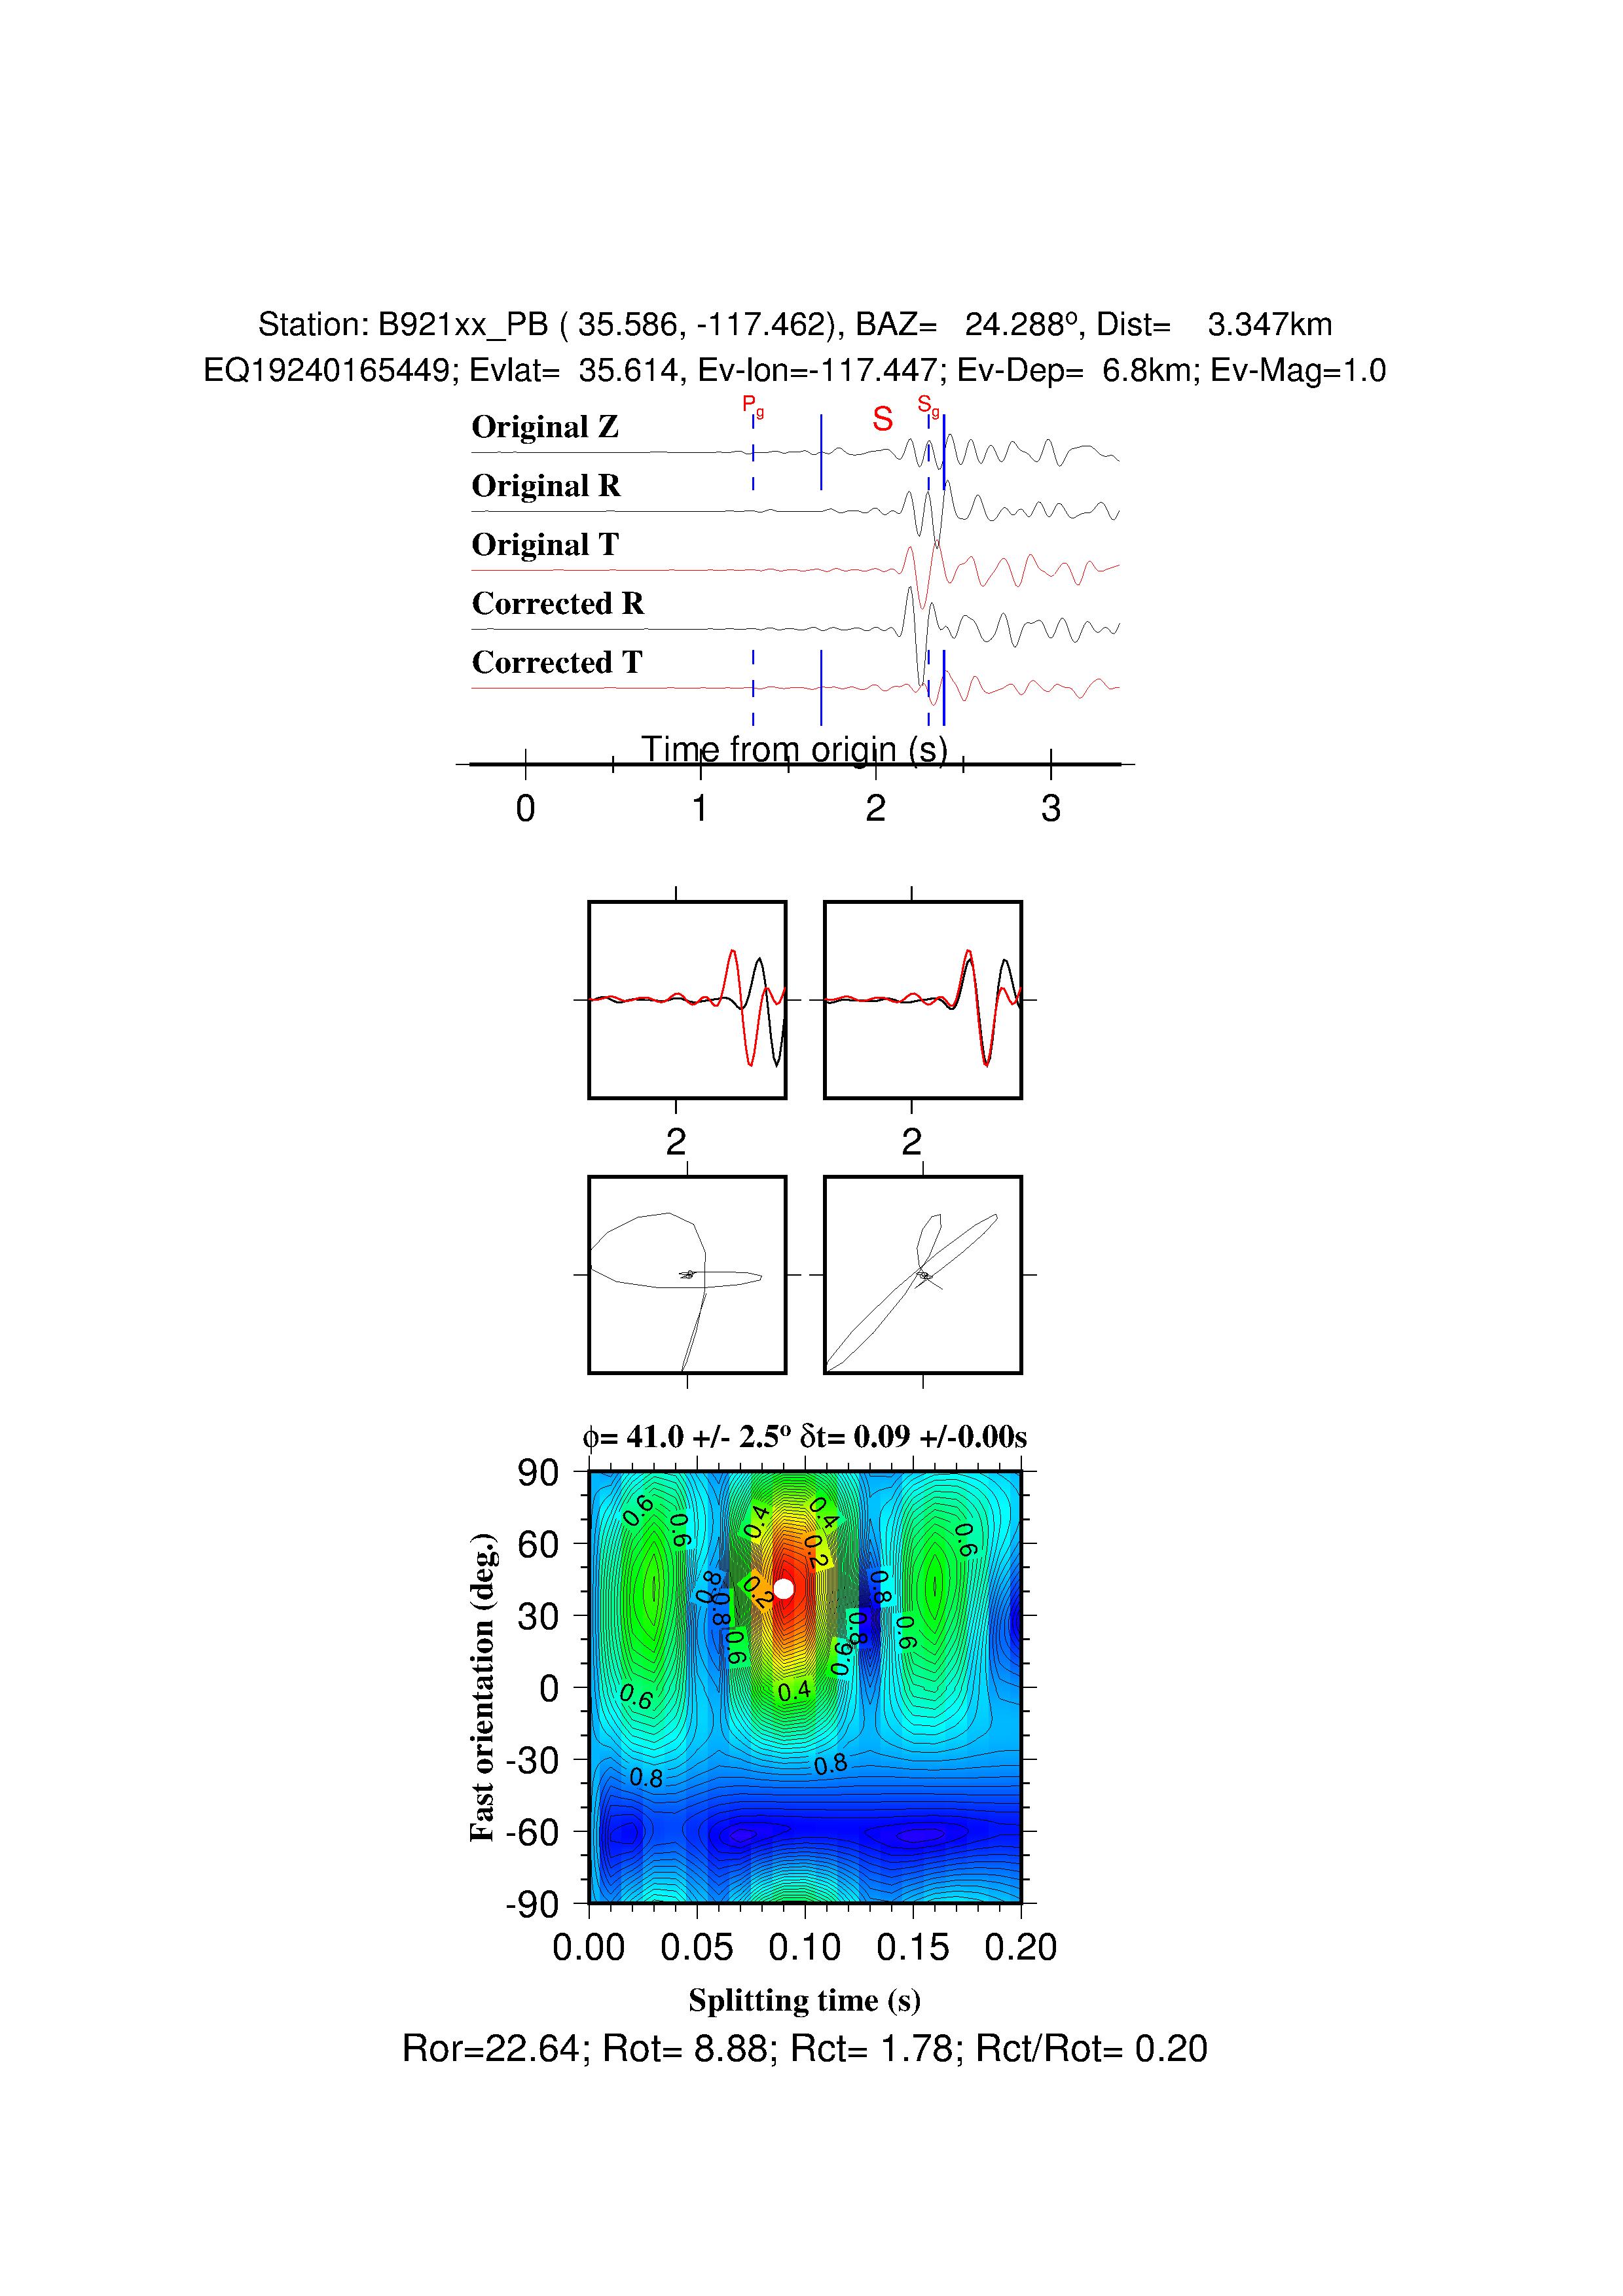 Station: B921xx_PB ( 35.586, -117.462), BAZ= 24.288º, Dist= 3.347km
EQ19240165449; Evlat= 35.614, Ev-lon=-117.447; Ev-Dep= 6.8km; Ev-Mag=1.0
Pg S Sg
Original Z
Original R
Original T
Corrected R
Corrected T
Time from origin (s)
0 1 2 3
2 2
ϕ= 41.0 +/- 2.5º δt= 0.09 +/-0.00s
90
60
30
0
-30
-60
-90
Fast orientation (deg.)
0.6 0.6 0.4 0.4 0.6
0.2 0.2 0.8 0.8 0.8
0.6 0.8 0.6 0.6
0.6 0.4
0.8 0.8
0.00 0.05 0.10 0.15 0.20
Splitting time (s)
Ror=22.64; Rot= 8.88; Rct= 1.78; Rct/Rot= 0.20